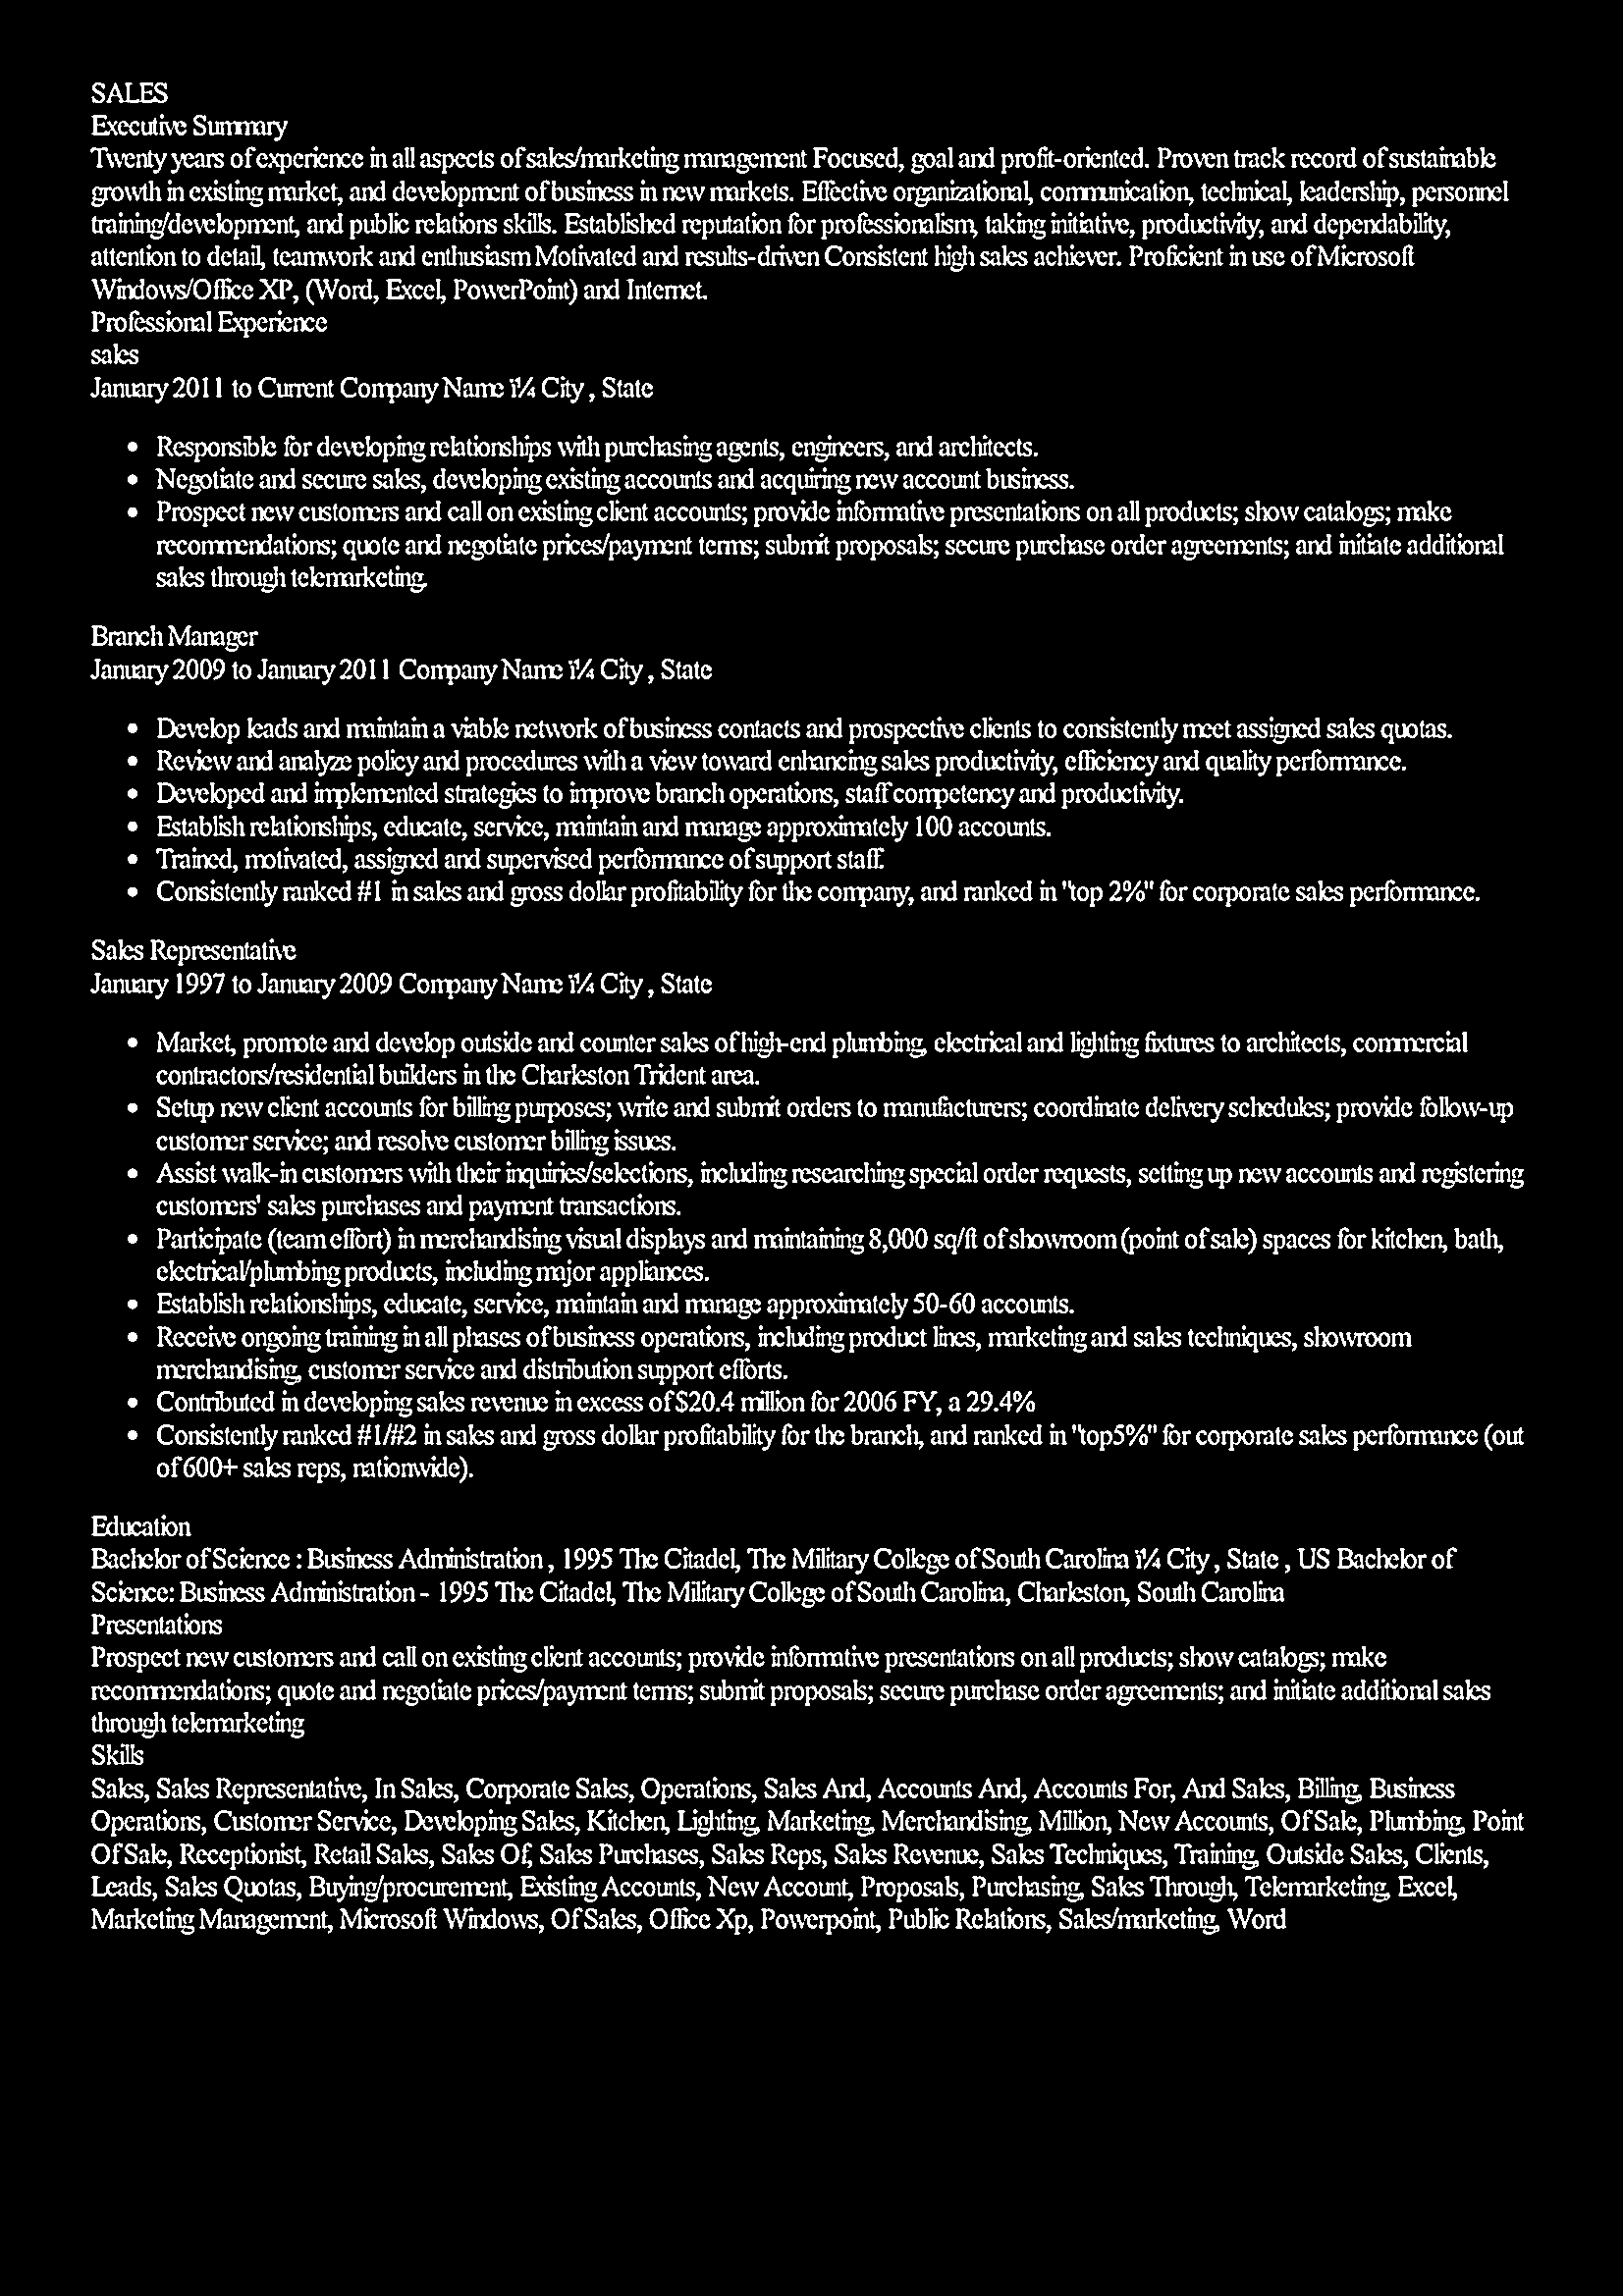 SALES
Executive Summary
Twenty years of experience in all aspects of sales/marketing management Focused, goal and profit-oriented. Proven track record of sustainable
growth in existing market, and development of business in new markets. Effective organizational, communication, technical, leadership, personnel
training/development, and public relations skills. Established reputation for professionalism, taking initiative, productivity, and dependability,
attention to detail, teamwork and enthusiasm Motivated and results-driven Consistent high sales achiever. Proficient in use of Microsoft
Windows/Office XP, (Word, Excel, PowerPoint) and Internet.
Professional Experience
sales
January 2011 to Current Company Name ï¼ City , State
• Responsible for developing relationships with purchasing agents, engineers, and architects.
• Negotiate and secure sales, developing existing accounts and acquiring new account business.
• Prospect new customers and call on existing client accounts; provide informative presentations on all products; show catalogs; make
recommendations; quote and negotiate prices/payment terms; submit proposals; secure purchase order agreements; and initiate additional
sales through telemarketing.
Branch Manager
January 2009 to January 2011 Company Name ï¼ City , State
• Develop leads and maintain a viable network of business contacts and prospective clients to consistently meet assigned sales quotas.
• Review and analyze policy and procedures with a view toward enhancing sales productivity, efficiency and quality performance.
• Developed and implemented strategies to improve branch operations, staff competency and productivity.
• Establish relationships, educate, service, maintain and manage approximately 100 accounts.
• Trained, motivated, assigned and supervised performance of support staff.
• Consistently ranked #1 in sales and gross dollar profitability for the company, and ranked in "top 2%" for corporate sales performance.
Sales Representative
January 1997 to January 2009 Company Name ï¼ City , State
• Market, promote and develop outside and counter sales of high-end plumbing, electrical and lighting fixtures to architects, commercial
contractors/residential builders in the Charleston Trident area.
• Setup new client accounts for billing purposes; write and submit orders to manufacturers; coordinate delivery schedules; provide follow-up
customer service; and resolve customer billing issues.
• Assist walk-in customers with their inquiries/selections, including researching special order requests, setting up new accounts and registering
customers' sales purchases and payment transactions.
• Participate (team effort) in merchandising visual displays and maintaining 8,000 sq/ft of showroom (point of sale) spaces for kitchen, bath,
electrical/plumbing products, including major appliances.
• Establish relationships, educate, service, maintain and manage approximately 50-60 accounts.
• Receive ongoing training in all phases of business operations, including product lines, marketing and sales techniques, showroom
merchandising, customer service and distribution support efforts.
• Contributed in developing sales revenue in excess of $20.4 million for 2006 FY, a 29.4%
• Consistently ranked #1/#2 in sales and gross dollar profitability for the branch, and ranked in "top5%" for corporate sales performance (out
of 600+ sales reps, nationwide).
Education
Bachelor of Science : Business Administration , 1995 The Citadel, The Military College of South Carolina ï¼ City , State , US Bachelor of
Science: Business Administration - 1995 The Citadel, The Military College of South Carolina, Charleston, South Carolina
Presentations
Prospect new customers and call on existing client accounts; provide informative presentations on all products; show catalogs; make
recommendations; quote and negotiate prices/payment terms; submit proposals; secure purchase order agreements; and initiate additional sales
through telemarketing
Skills
Sales, Sales Representative, In Sales, Corporate Sales, Operations, Sales And, Accounts And, Accounts For, And Sales, Billing, Business
Operations, Customer Service, Developing Sales, Kitchen, Lighting, Marketing, Merchandising, Million, New Accounts, Of Sale, Plumbing, Point
Of Sale, Receptionist, Retail Sales, Sales Of, Sales Purchases, Sales Reps, Sales Revenue, Sales Techniques, Training, Outside Sales, Clients,
Leads, Sales Quotas, Buying/procurement, Existing Accounts, New Account, Proposals, Purchasing, Sales Through, Telemarketing, Excel,
Marketing Management, Microsoft Windows, Of Sales, Office Xp, Powerpoint, Public Relations, Sales/marketing, Word